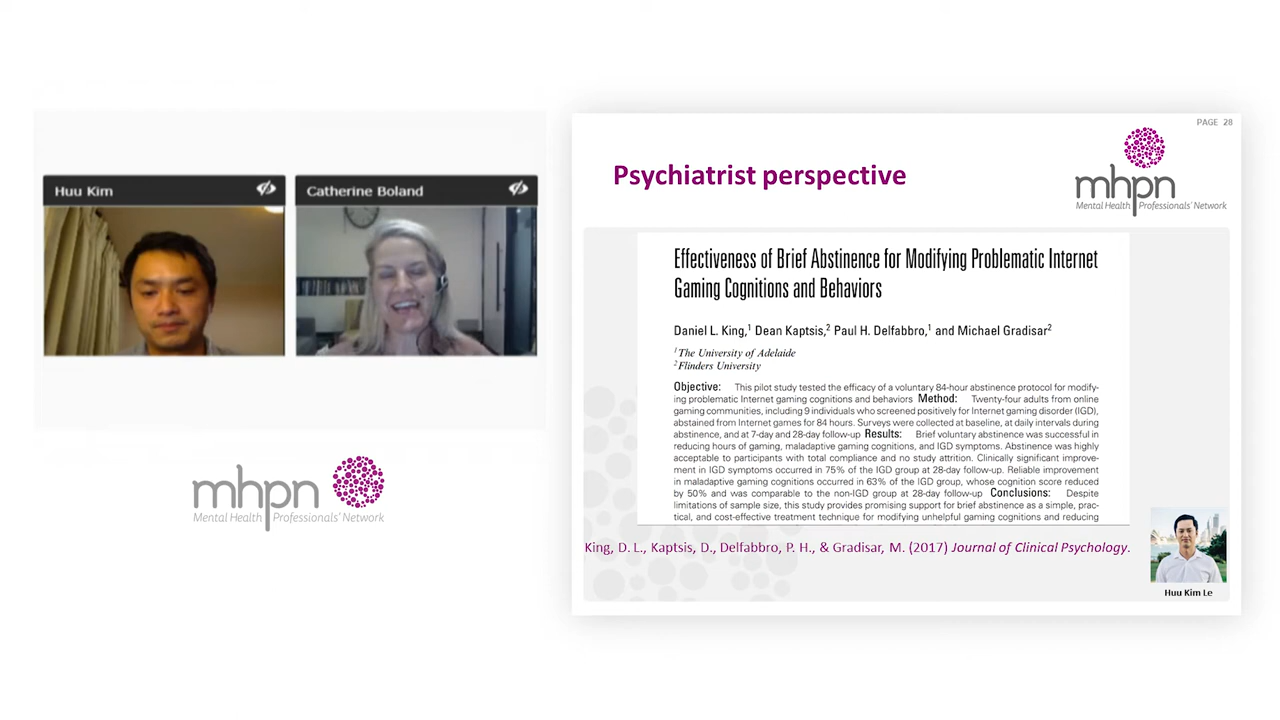 Huu Kim
Catherine Boland
mhpn
Mental Health Professionals' Network
PAGE 28
Psychiatrist perspective
mhpn
Mental Health Professionals' Network
Effectiveness of Brief Abstinence for Modifying Problematic Internet
Gaming Cognitions and Behaviors
Daniel L. King,1 Dean Kaptsis,2 Paul H. Delfabbro,1 and Michael Gradisar2
1The University of Adelaide
2Flinders University
Objective: This pilot study tested the efficacy of a voluntary 84-hour abstinence protocol for modify-
ing problematic Internet gaming cognitions and behaviors Method: Twenty-four adults from online
gaming communities, including 9 individuals who screened positively for Internet gaming disorder (IGD),
abstained from Internet games for 84 hours. Surveys were collected at baseline, at daily intervals during
abstinence, and at 7-day and 28-day follow-up Results: Brief voluntary abstinence was successful in
reducing hours of gaming, maladaptive gaming cognitions, and IGD symptoms. Abstinence was highly
acceptable to participants with total compliance and no study attrition. Clinically significant improve-
ment in IGD symptoms occurred in 75% of the IGD group at 28-day follow-up. Reliable improvement
in maladaptive gaming cognitions occurred in 63% of the IGD group, whose cognition score reduced
by 50% and was comparable to the non-IGD group at 28-day follow-up Conclusions: Despite
limitations of sample size, this study provides promising support for brief abstinence as a simple, prac-
tical, and cost-effective treatment technique for modifying unhelpful gaming cognitions and reducing
King, D. L., Kaptsis, D., Delfabbro, P. H., & Gradisar, M. (2017) Journal of Clinical Psychology.
Huu Kim Le